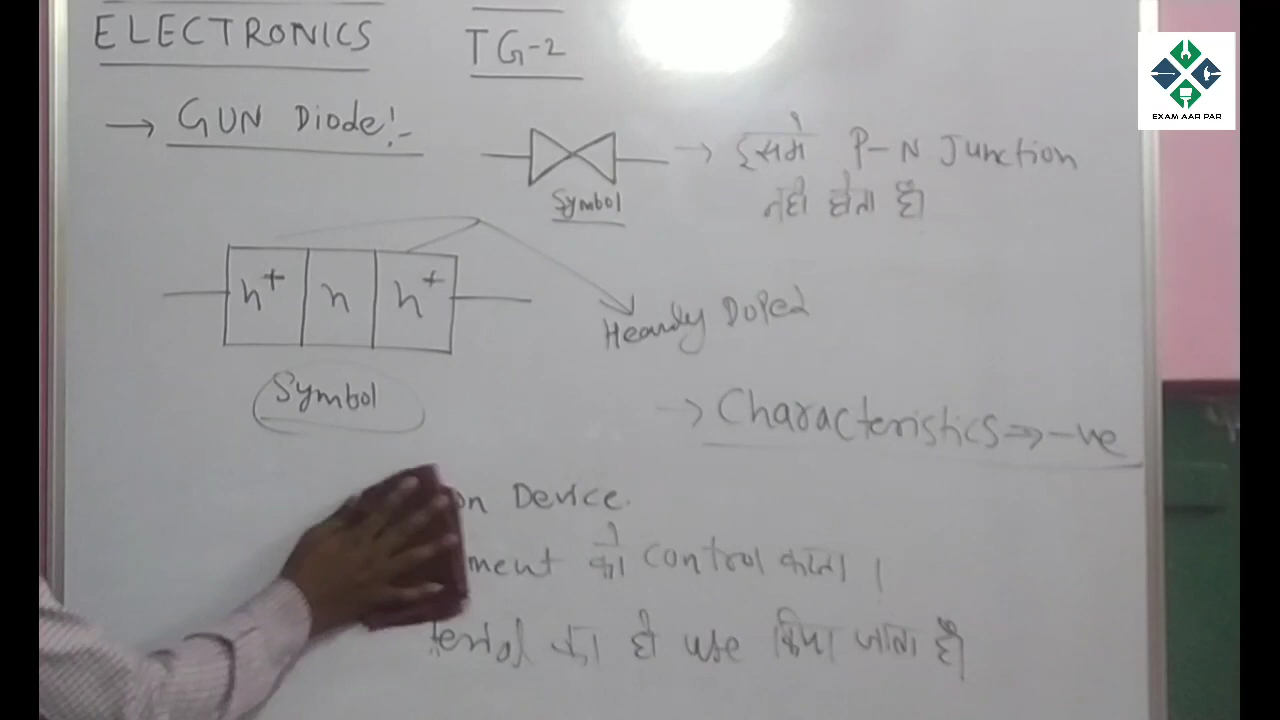 ELECTRONICS TG-2
→ GUN Diode:-
Symbol
→ इसमे P-N Junction
नही होता है।
n+ n n+
Heavily Doped
Symbol
→ Characteristics ⇒ -ve
on Device.
ment को control करता।
terial का ही use किया जाता है।
EXAM AAR PAR